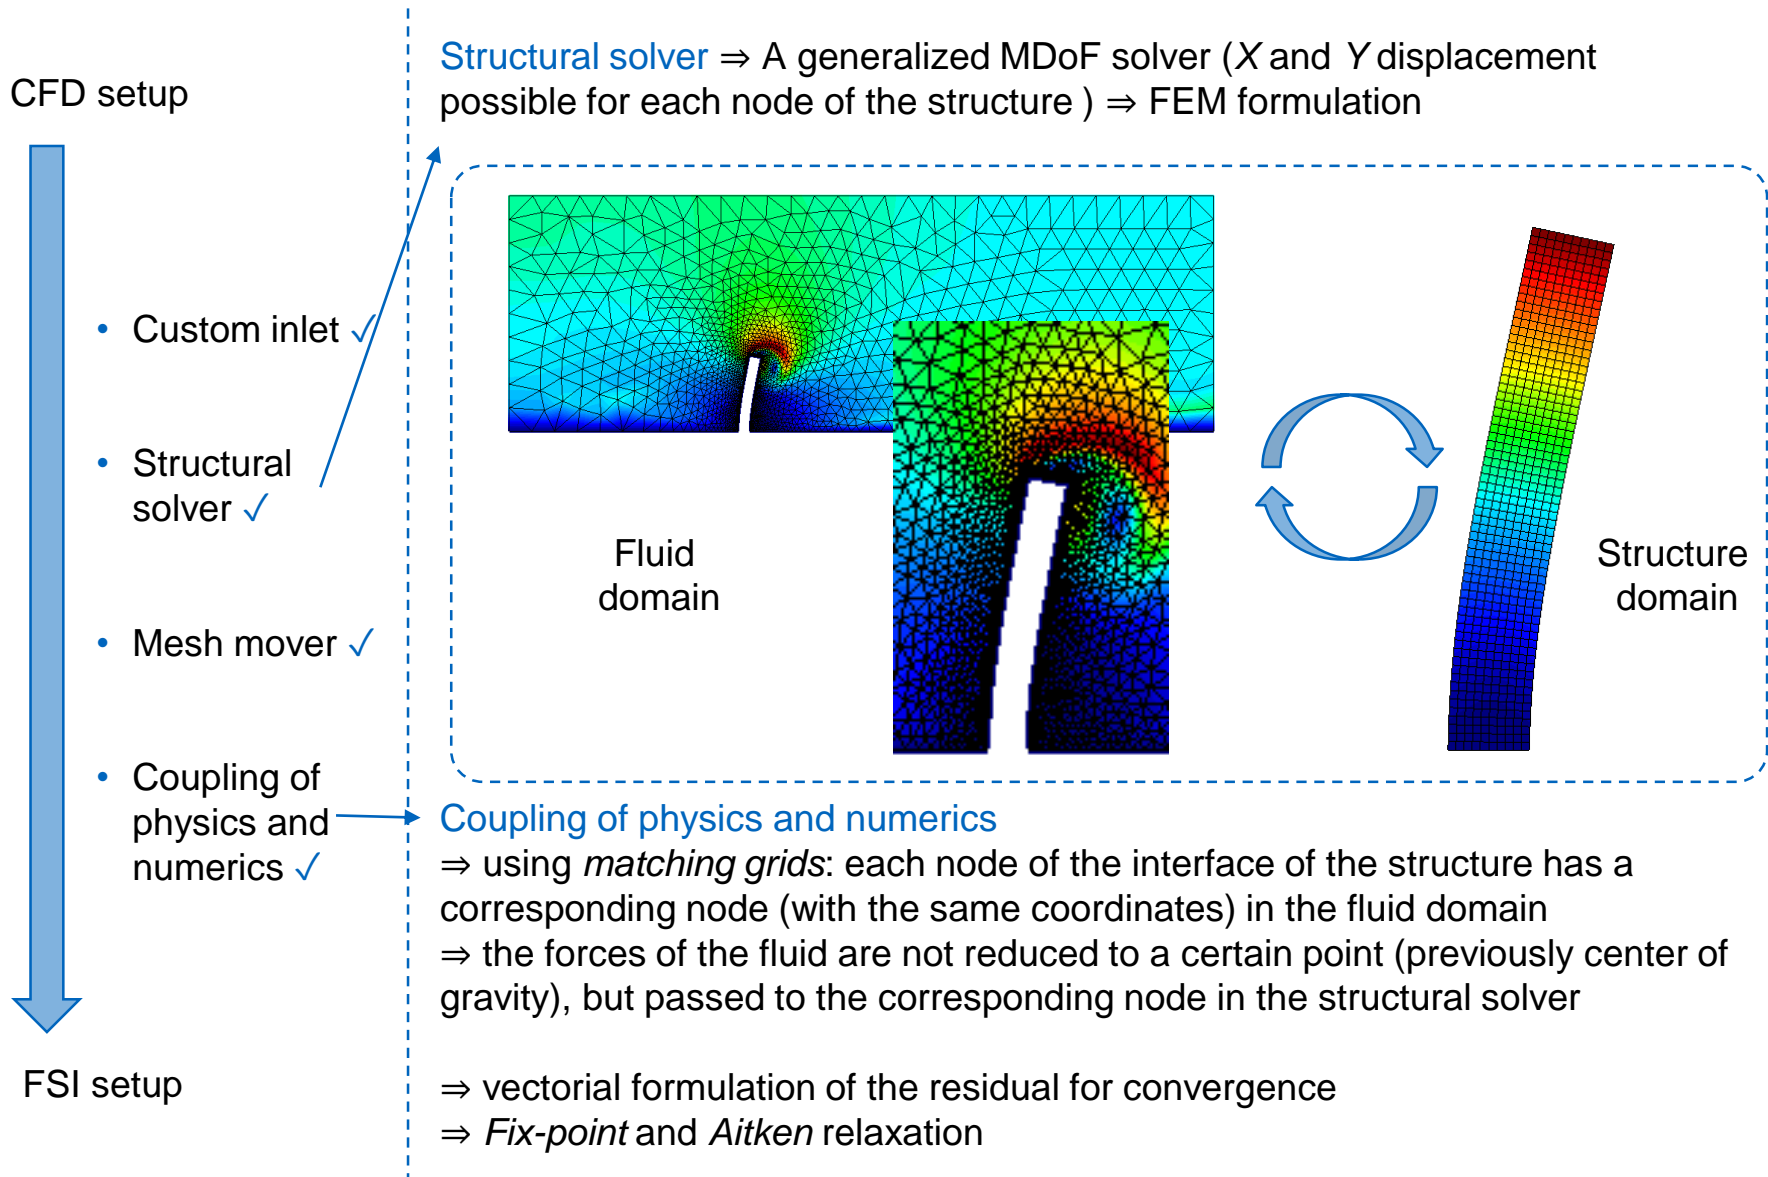 CFD setup
• Custom inlet ✓
• Structural
solver ✓
• Mesh mover ✓
• Coupling of
physics and
numerics ✓
FSI setup
Structural solver ⇒ A generalized MDoF solver (X and Y displacement
possible for each node of the structure ) ⇒ FEM formulation
Fluid
domain
Structure
domain
Coupling of physics and numerics
⇒ using matching grids: each node of the interface of the structure has a
corresponding node (with the same coordinates) in the fluid domain
⇒ the forces of the fluid are not reduced to a certain point (previously center of
gravity), but passed to the corresponding node in the structural solver
⇒ vectorial formulation of the residual for convergence
⇒ Fix-point and Aitken relaxation